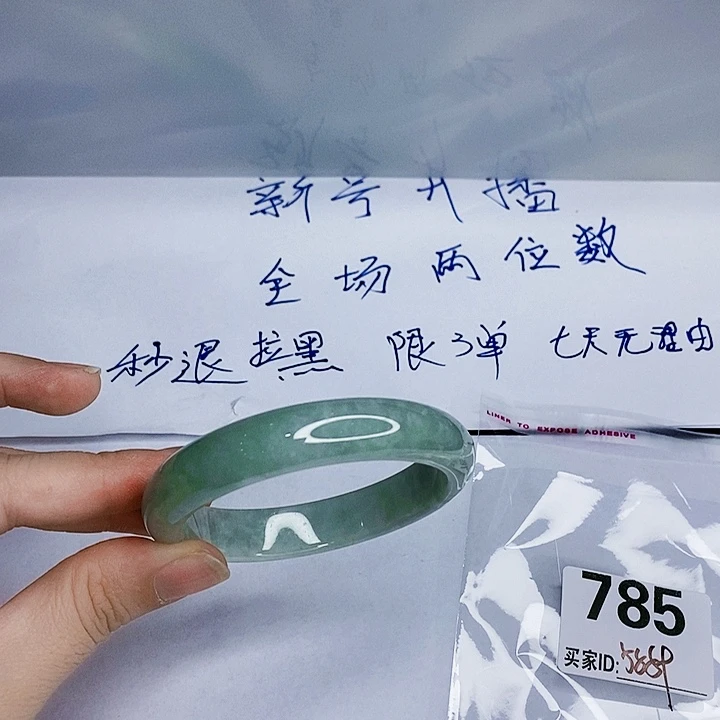 新号开播
全场两位数
秒退拉黑 限3单 七天无理由
LINER TO EXPOSE ADHESIVE
785
买家ID: